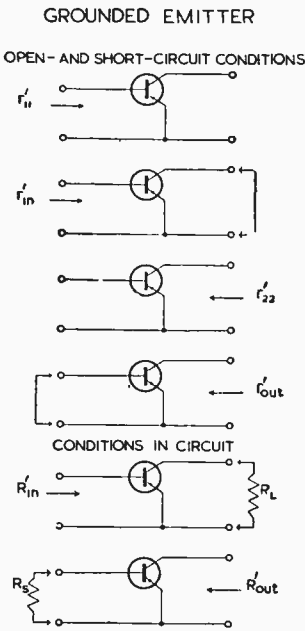 GROUNDED EMITTER
OPEN- AND SHORT-CIRCUIT CONDITIONS
r'11
r'in
r'22
r'out
CONDITIONS IN CIRCUIT
R'in
RL
RS
R'out